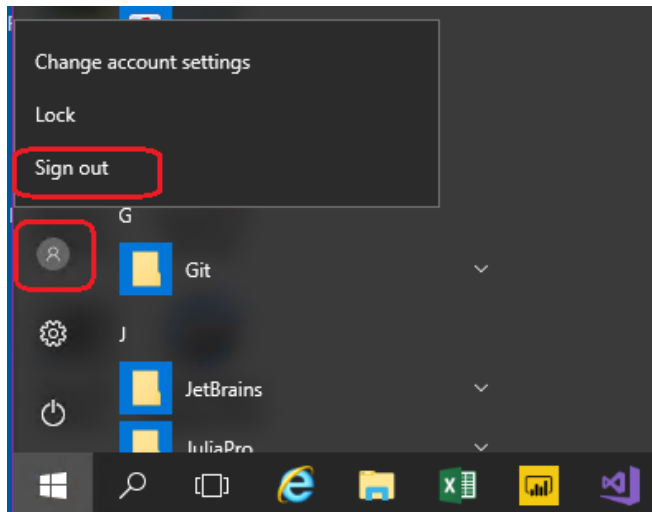 Change account settings
Lock
Sign out
G
Git
J
JetBrains
JuliaPro